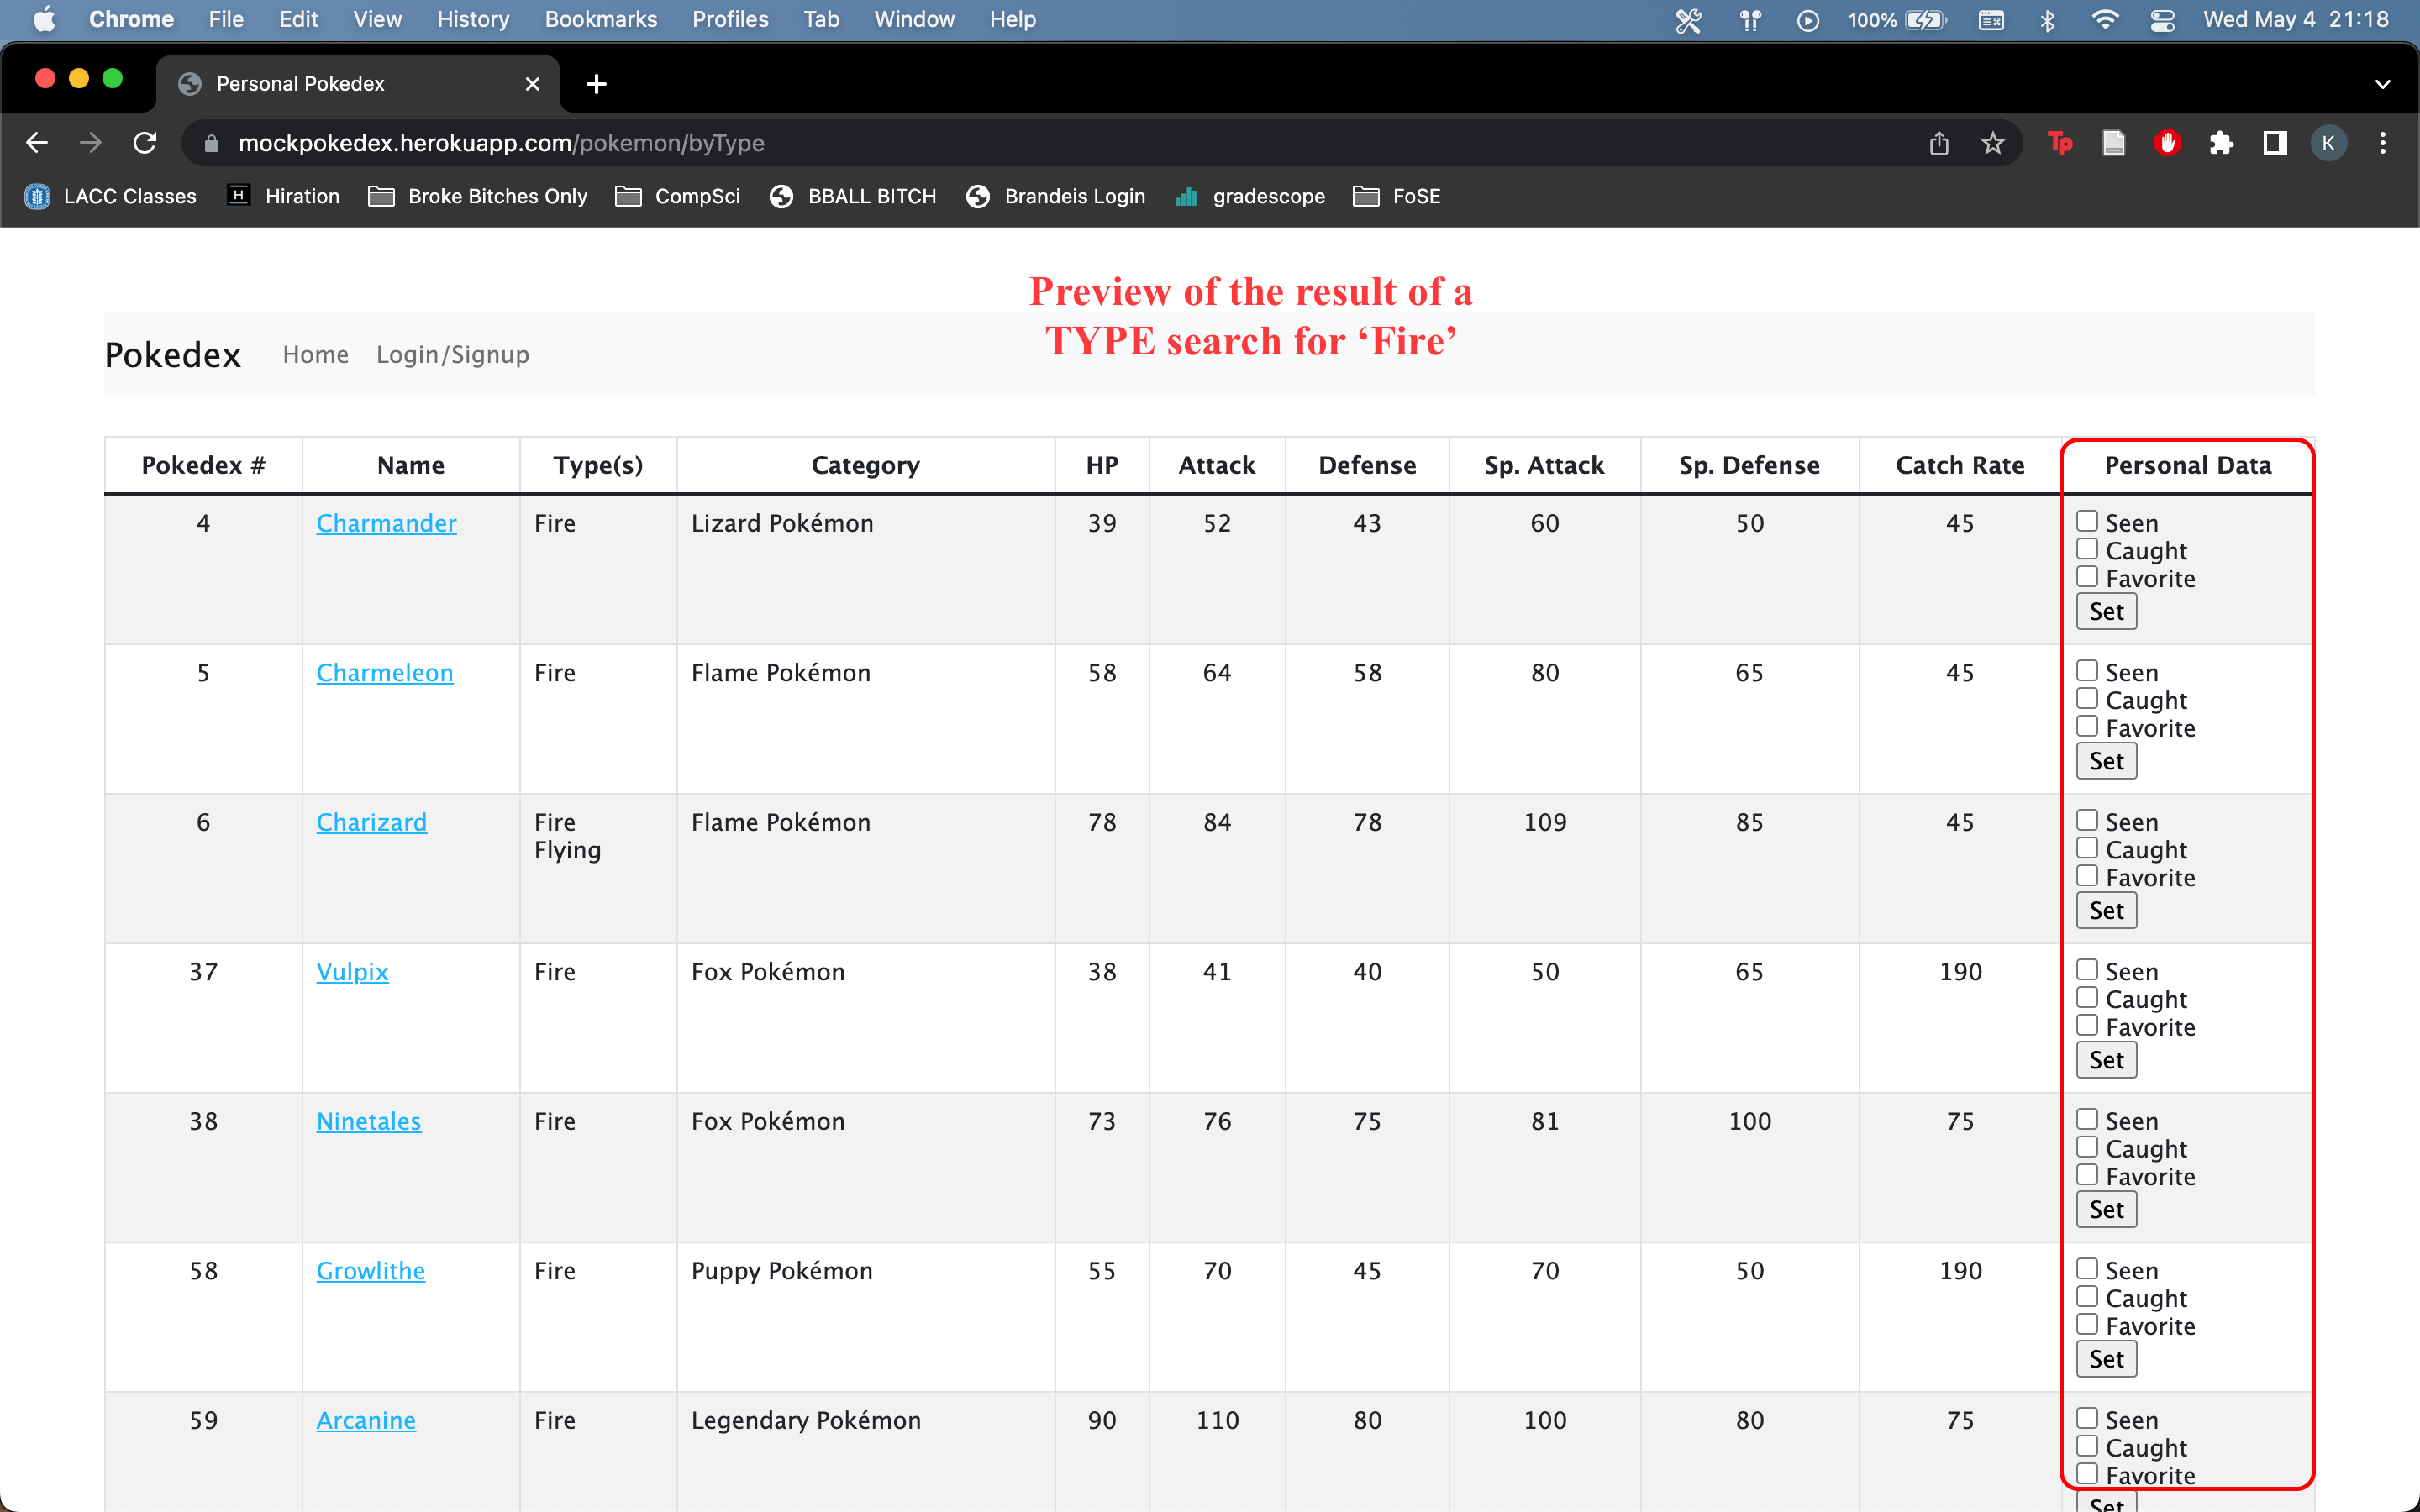 Chrome File Edit View History Bookmarks Profiles Tab Window Help 100% Wed May 4 21:18
Personal Pokedex
mockpokedex.herokuapp.com/pokemon/byType Tp K
LACC Classes H Hiration Broke Bitches Only CompSci BBALL BITCH Brandeis Login gradescope FoSE
Preview of the result of a
TYPE search for ‘Fire’
Pokedex Home Login/Signup
Pokedex # Name Type(s) Category HP Attack Defense Sp. Attack Sp. Defense Catch Rate Personal Data
4 Charmander Fire Lizard Pokémon 39 52 43 60 50 45 Seen
Caught
Favorite
Set
5 Charmeleon Fire Flame Pokémon 58 64 58 80 65 45 Seen
Caught
Favorite
Set
6 Charizard Fire Flame Pokémon 78 84 78 109 85 45 Seen
Flying Caught
Favorite
Set
37 Vulpix Fire Fox Pokémon 38 41 40 50 65 190 Seen
Caught
Favorite
Set
38 Ninetales Fire Fox Pokémon 73 76 75 81 100 75 Seen
Caught
Favorite
Set
58 Growlithe Fire Puppy Pokémon 55 70 45 70 50 190 Seen
Caught
Favorite
Set
59 Arcanine Fire Legendary Pokémon 90 110 80 100 80 75 Seen
Caught
Favorite
Set